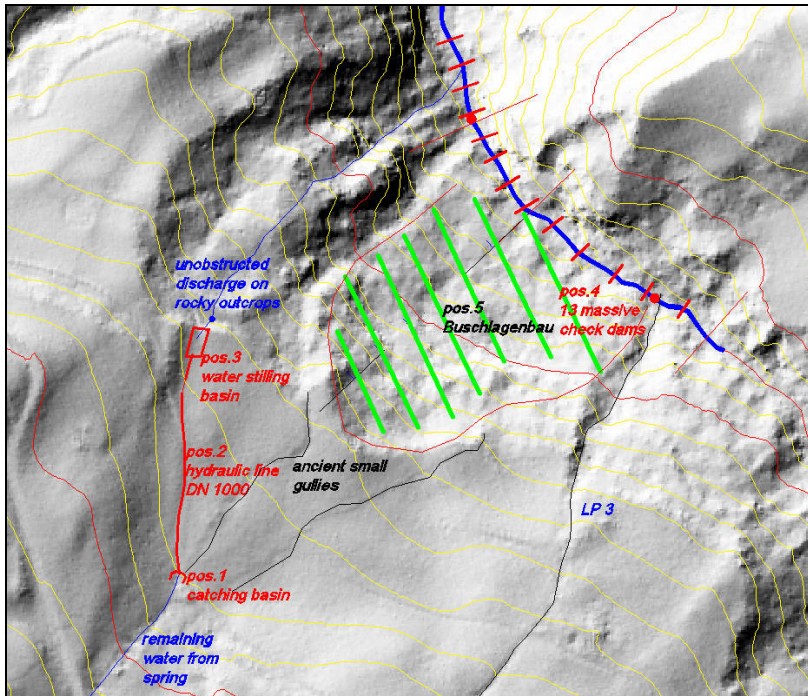 unobstructed
discharge on
rocky outcrops
pos.5
Buschlagenbau
pos.4
13 massive
check dams
pos.3
water stilling
basin
pos.2
hydraulic line
DN 1000
ancient small
gullies
LP 3
pos.1
catching basin
remaining
water from
spring